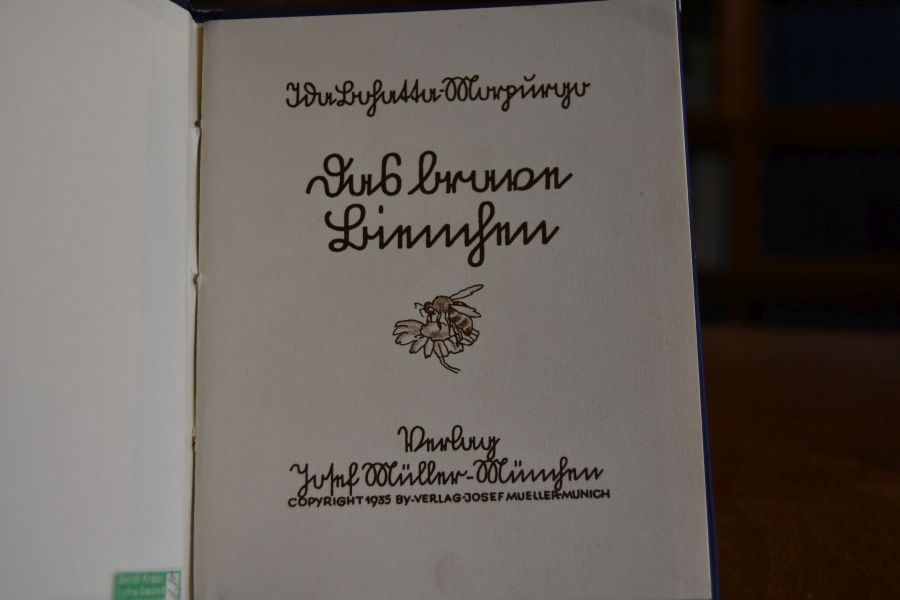 Ida Bohatta-Morpurgo
Das brave
Bienchen
Verlag
Josef Müller-München
COPYRIGHT 1935 BY-VERLAG-JOSEF MUELLER-MUNICH